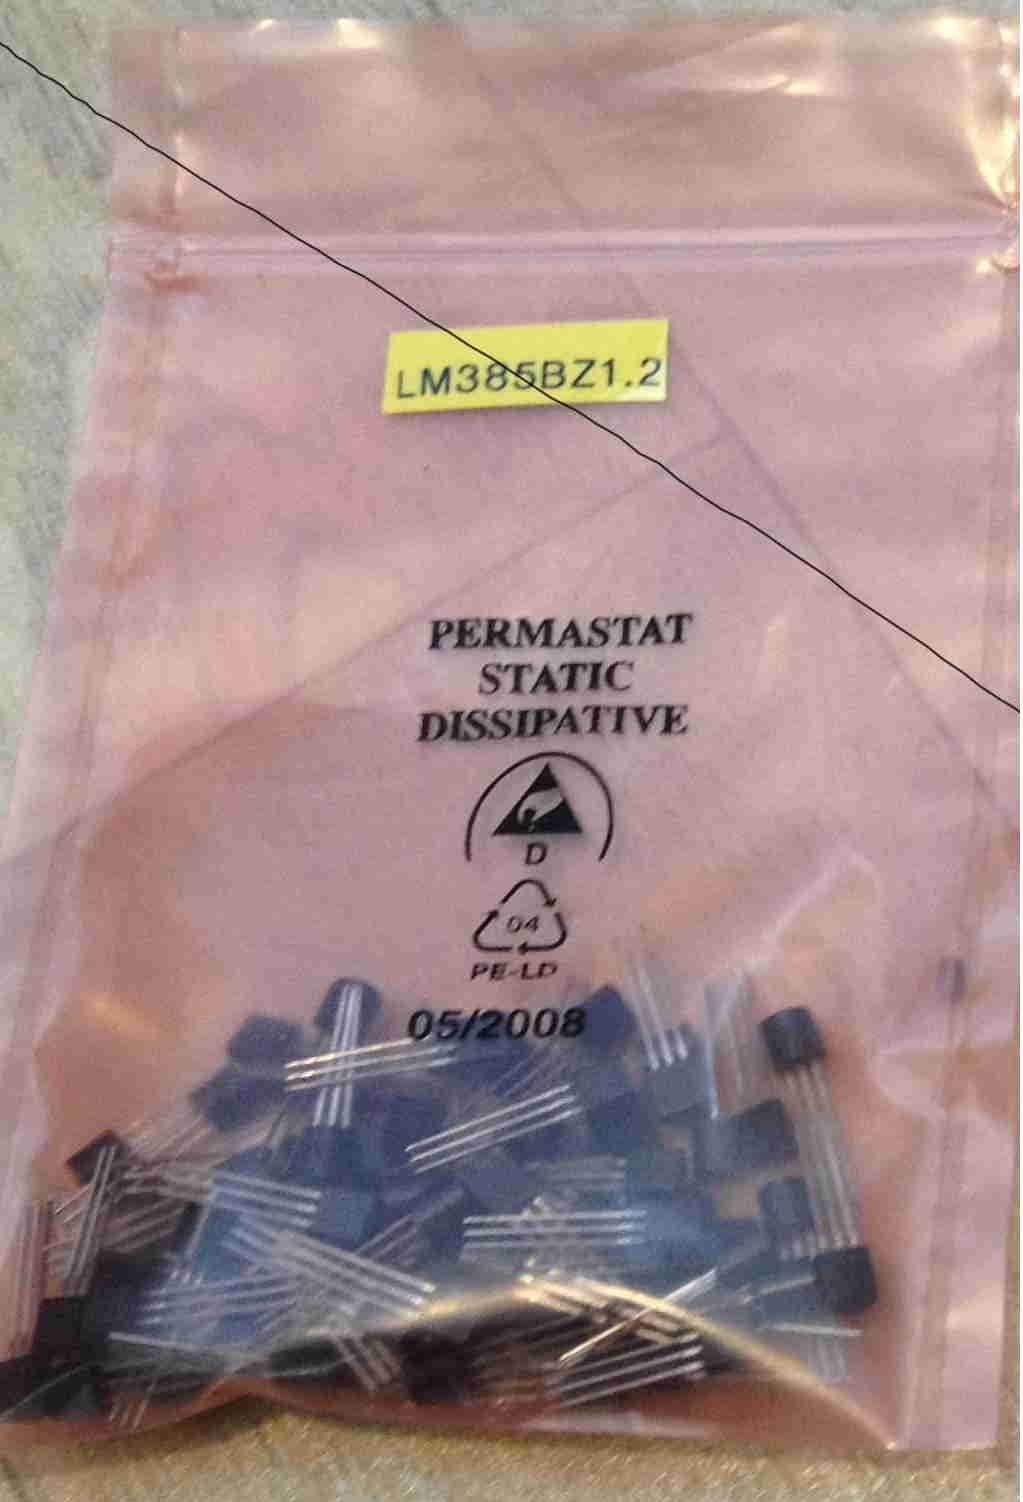 LM385BZ1.2
PERMASTAT
STATIC
DISSIPATIVE
D
04
PE-LD
05/2008